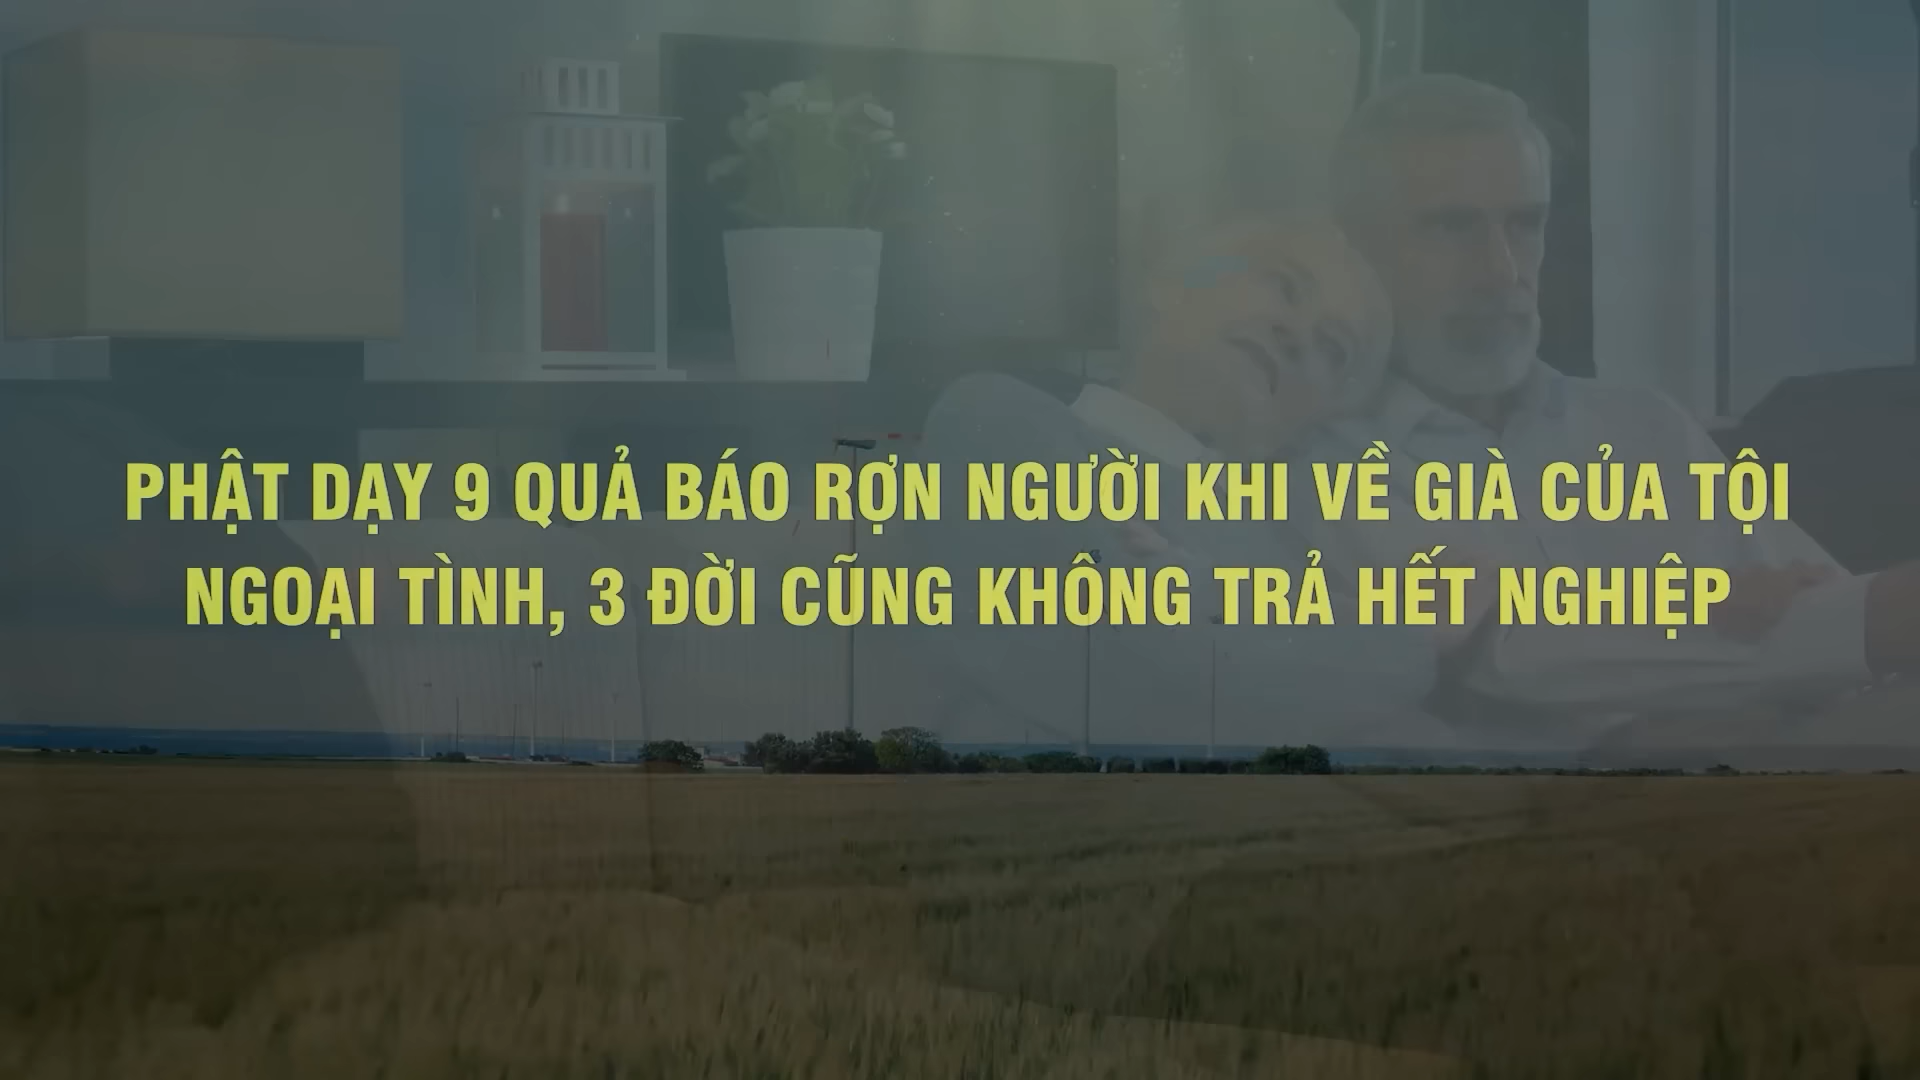 PHẬT DẠY 9 QUẢ BÁO RỢN NGƯỜI KHI VỀ GIÀ CỦA TỘI
NGOẠI TÌNH, 3 ĐỜI CŨNG KHÔNG TRẢ HẾT NGHIỆP